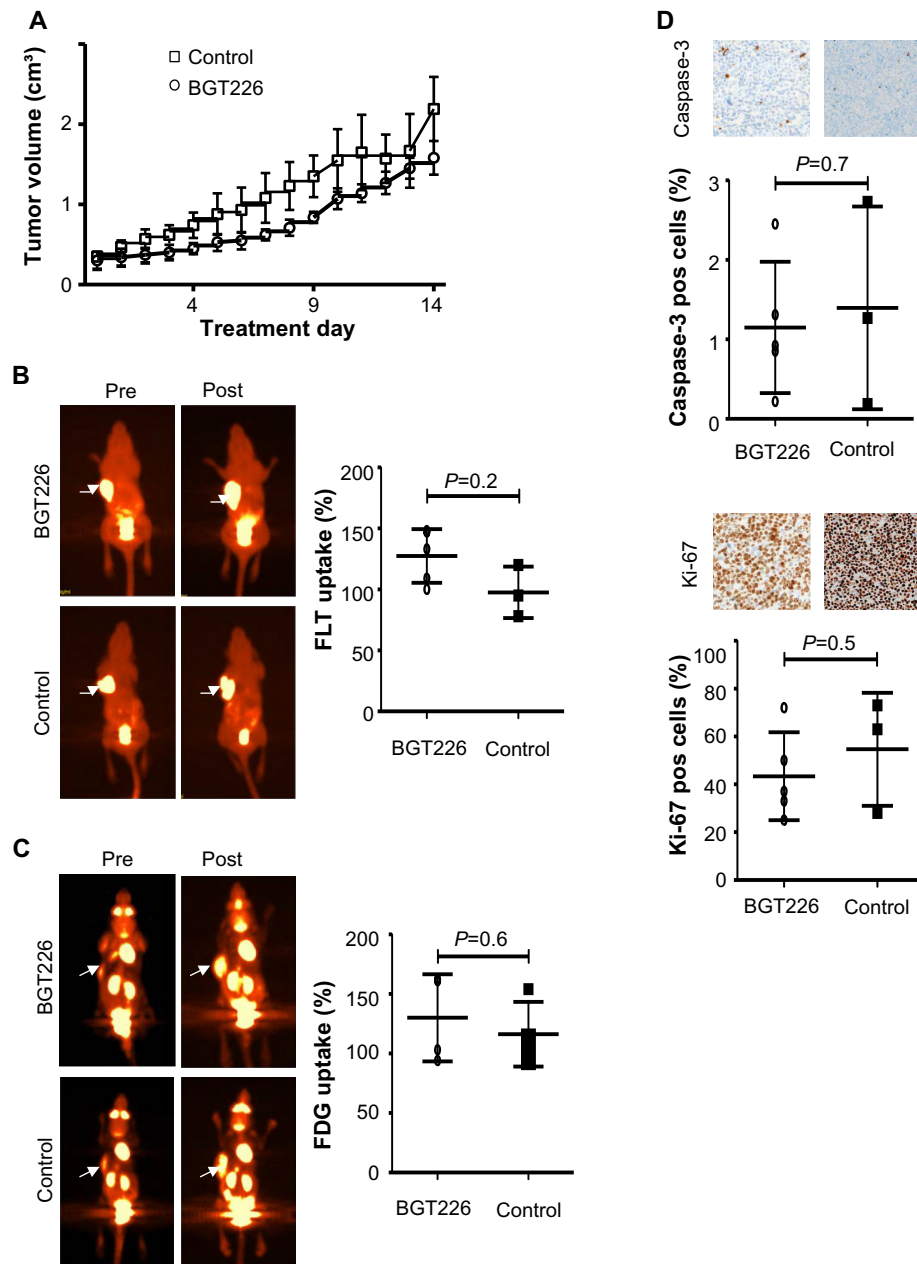 A
Tumor volume (cm³)
2
1
0
Control
BGT226
4
9
14
Treatment day
B
Pre
Post
BGT226
Control
FLT uptake (%)
200
150
100
50
0
P=0.2
BGT226
Control
C
Pre
Post
BGT226
Control
FDG uptake (%)
200
150
100
50
0
P=0.6
BGT226
Control
D
Caspase-3
Caspase-3 pos cells (%)
3
2
1
0
P=0.7
BGT226
Control
Ki-67
Ki-67 pos cells (%)
100
80
60
40
20
0
P=0.5
BGT226
Control